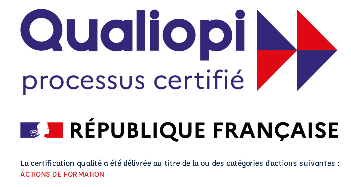 Qualiopi
processus certifié
RÉPUBLIQUE FRANÇAISE
La certification qualité a été délivrée au titre de la ou des catégories d'actions suivantes :
ACTIONS DE FORMATION